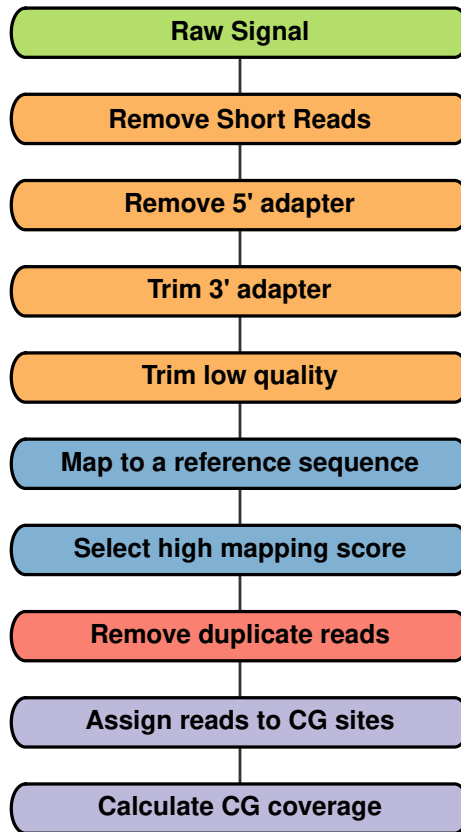 Raw Signal
Remove Short Reads
Remove 5' adapter
Trim 3' adapter
Trim low quality
Map to a reference sequence
Select high mapping score
Remove duplicate reads
Assign reads to CG sites
Calculate CG coverage